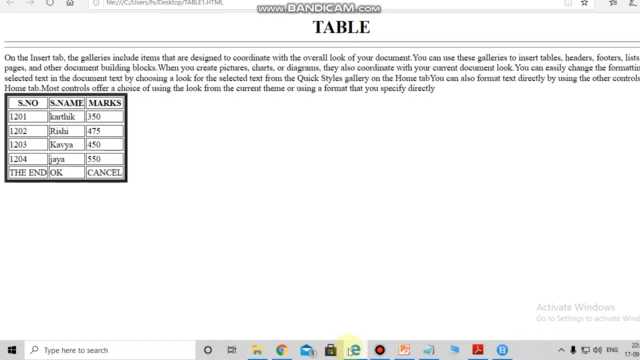 file:///C:/Users/hi/Desktop/TABLE1.HTML
WWW.BANDICAM.COM
TABLE
On the Insert tab, the galleries include items that are designed to coordinate with the overall look of your document.You can use these galleries to insert tables, headers, footers, lists
pages, and other document building blocks.When you create pictures, charts, or diagrams, they also coordinate with your current document look.You can easily change the formattin
selected text in the document text by choosing a look for the selected text from the Quick Styles gallery on the Home tabYou can also format text directly by using the other controls
Home tab.Most controls offer a choice of using the look from the current theme or using a format that you specify directly
S.NO S.NAME MARKS
1201 karthik 350
1202 Rishi 475
1203 Kavya 450
1204 jaya 550
THE END OK CANCEL
Activate Windows
Go to Settings to activate Wind
Type here to search
ENG
22:
17-09